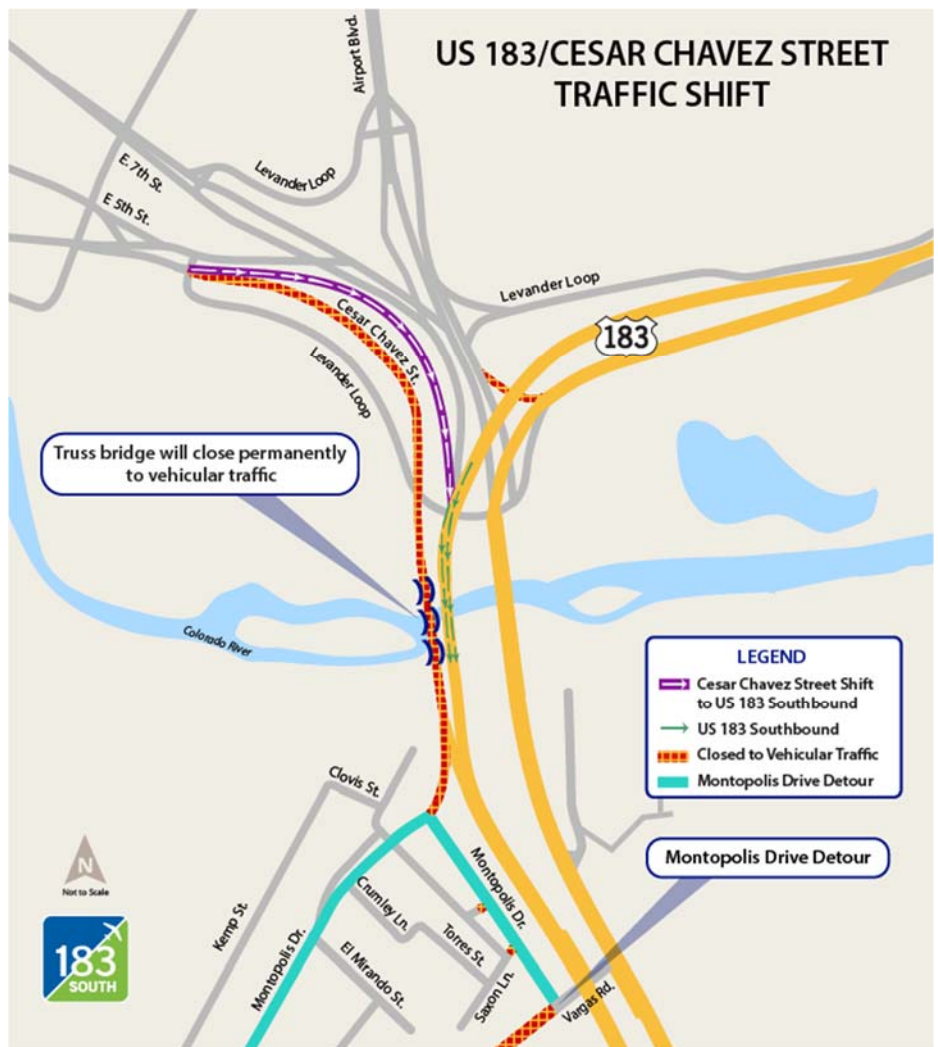 US 183/CESAR CHAVEZ STREET
TRAFFIC SHIFT
Airport Blvd.
E. 7th St.
Levander Loop
E 5th St.
Levander Loop
183
Cesar Chavez St.
Levander Loop
Truss bridge will close permanently
to vehicular traffic
Colorado River
LEGEND
Cesar Chavez Street Shift
to US 183 Southbound
US 183 Southbound
Closed to Vehicular Traffic
Montopolis Drive Detour
Clovis St.
Montopolis Drive Detour
N
Not to Scale
Montopolis Dr.
Crumley Ln.
Kemp St.
Torres St.
Montopolis Dr.
El Mirando St.
Saxon Ln.
Vargas Rd.
183
SOUTH